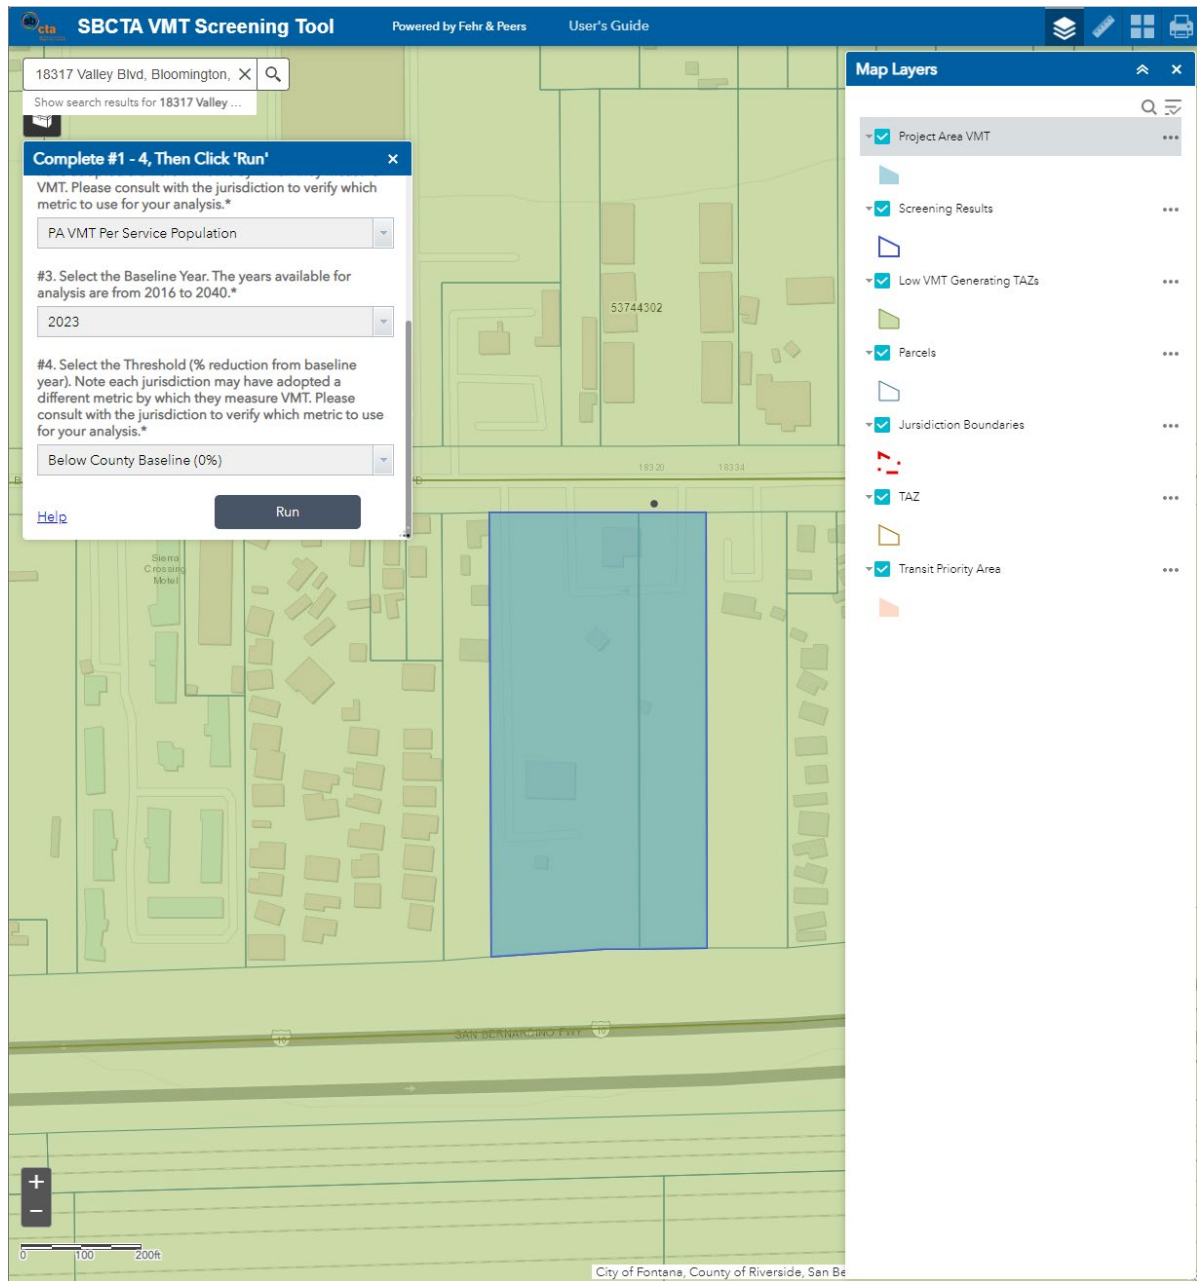 sb
cta
SBCTA VMT Screening Tool
Powered by Fehr & Peers
User's Guide
18317 Valley Blvd, Bloomington,
Show search results for 18317 Valley ...
Complete #1 - 4, Then Click 'Run'
VMT. Please consult with the jurisdiction to verify which
metric to use for your analysis.*
PA VMT Per Service Population
#3. Select the Baseline Year. The years available for
analysis are from 2016 to 2040.*
2023
#4. Select the Threshold (% reduction from baseline
year). Note each jurisdiction may have adopted a
different metric by which they measure VMT. Please
consult with the jurisdiction to verify which metric to use
for your analysis.*
Below County Baseline (0%)
Help
Run
Map Layers
Project Area VMT
Screening Results
Low VMT Generating TAZs
Parcels
Jursidiction Boundaries
TAZ
Transit Priority Area
53744302
18320
18334
B
D
Sierra
Crossing
Motel
10
SAN BERNARDINO FWY
10
+
−
0
100
200ft
City of Fontana, County of Riverside, San Be